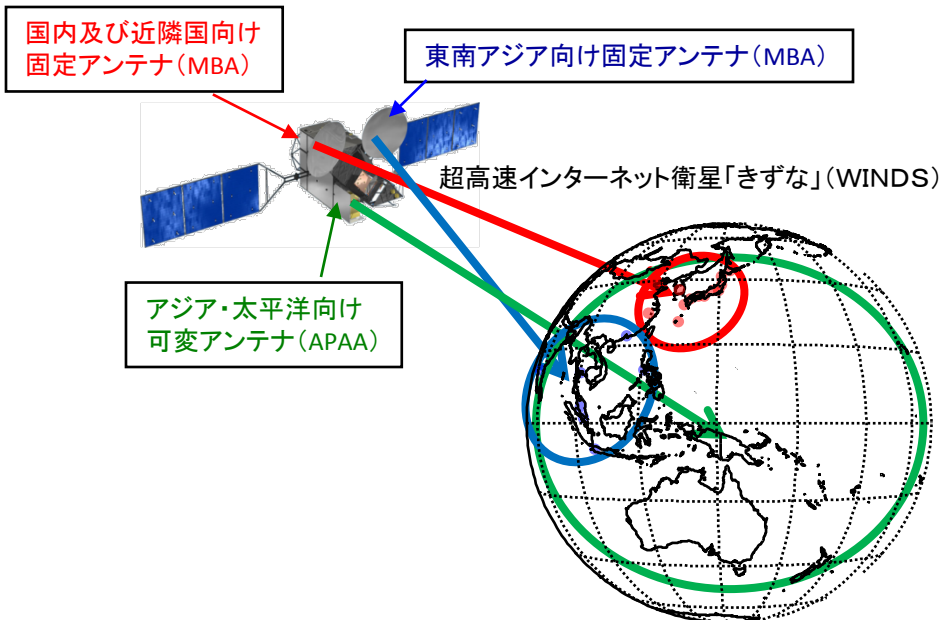 国内及び近隣国向け
固定アンテナ(MBA)
東南アジア向け固定アンテナ(MBA)
超高速インターネット衛星「きずな」(WINDS)
アジア・太平洋向け
可変アンテナ(APAA)